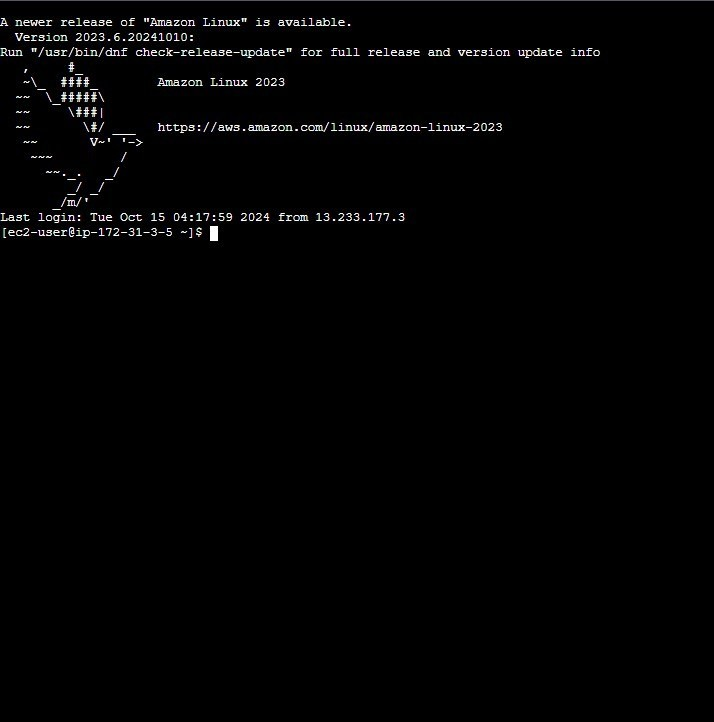 A newer release of "Amazon Linux" is available.
  Version 2023.6.20241010:
Run "/usr/bin/dnf check-release-update" for full release and version update info
   ,     #_
   ~\_  ####_        Amazon Linux 2023
  ~~  \_#####\
  ~~     \###|
  ~~       \#/ ___   https://aws.amazon.com/linux/amazon-linux-2023
   ~~       V~' '->
    ~~~         /
      ~~._.   _/
         _/ _/
       _/m/'
Last login: Tue Oct 15 04:17:59 2024 from 13.233.177.3
[ec2-user@ip-172-31-3-5 ~]$